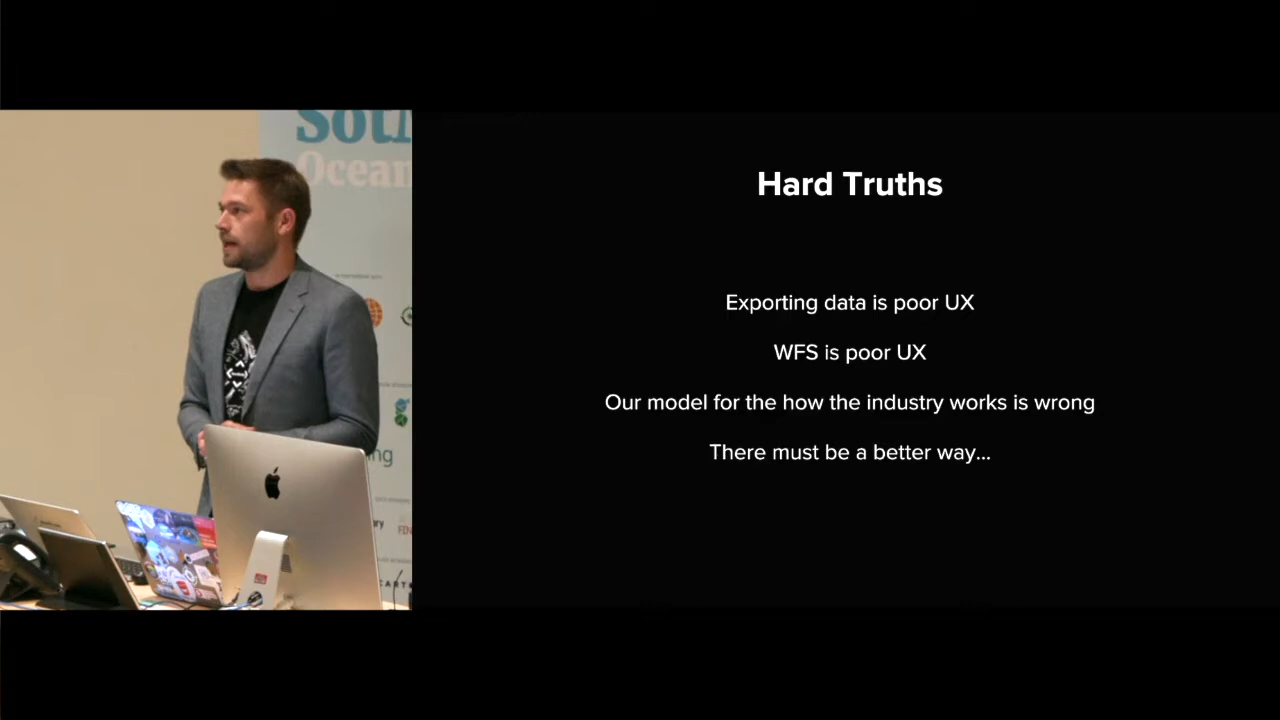 Hard Truths
Exporting data is poor UX
WFS is poor UX
Our model for the how the industry works is wrong
There must be a better way...
Ocean